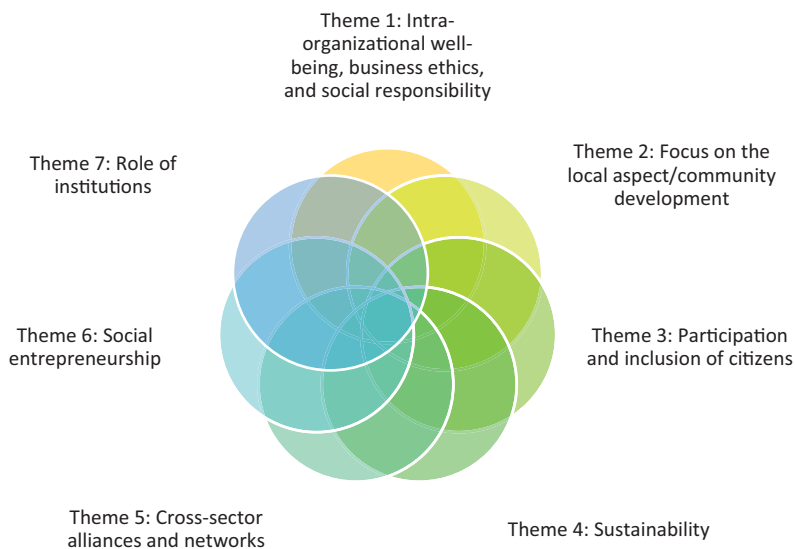 Theme 1: Intra-
organizational well-
being, business ethics,
and social responsibility
Theme 2: Focus on the
local aspect/community
development
Theme 3: Participation
and inclusion of citizens
Theme 4: Sustainability
Theme 5: Cross-sector
alliances and networks
Theme 6: Social
entrepreneurship
Theme 7: Role of
institutions